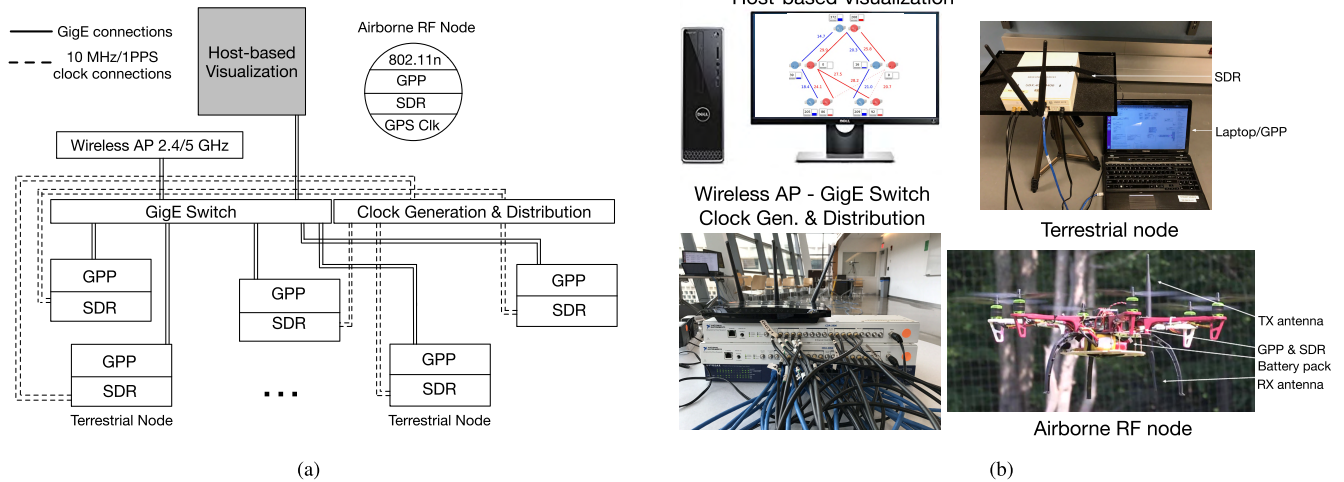 GigE connections
10 MHz/1PPS
clock connections
Host-based
Visualization
Airborne RF Node
802.11n
GPP
SDR
GPS Clk
Wireless AP 2.4/5 GHz
GigE Switch
Clock Generation & Distribution
GPP
SDR
GPP
SDR
GPP
SDR
GPP
SDR
GPP
SDR
...
Terrestrial Node
Terrestrial Node
(a)
Host-based visualization
DELL
DELL
SDR
Laptop/GPP
Terrestrial node
Wireless AP - GigE Switch
Clock Gen. & Distribution
TX antenna
GPP & SDR
Battery pack
RX antenna
Airborne RF node
(b)